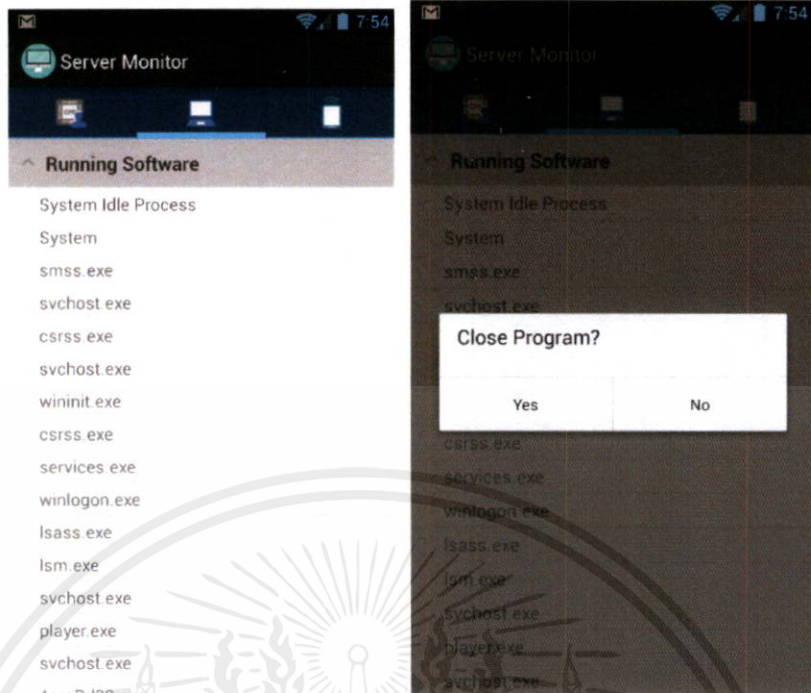 7:54
Server Monitor
Running Software
System Idle Process
System
smss.exe
svchost.exe
csrss.exe
svchost.exe
wininit.exe
csrss.exe
services.exe
winlogon.exe
lsass.exe
lsm.exe
svchost.exe
player.exe
svchost.exe
7:54
Server Monitor
Running Software
System Idle Process
System
smss.exe
svchost.exe
Close Program?
Yes No
csrss.exe
services.exe
winlogon.exe
lsass.exe
lsm.exe
svchost.exe
player.exe
svchost.exe